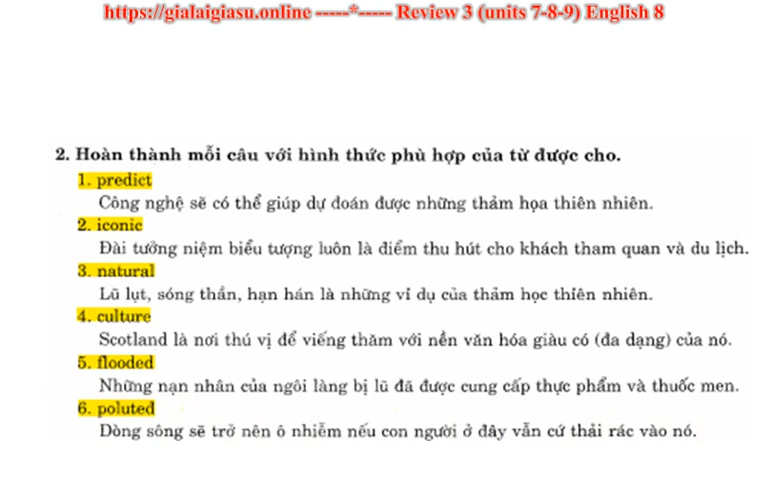 https://gialaigiasu.online -----*----- Review 3 (units 7-8-9) English 8
2. Hoàn thành mỗi câu với hình thức phù hợp của từ được cho.
1. predict
Công nghệ sẽ có thể giúp dự đoán được những thảm họa thiên nhiên.
2. iconic
Đài tưởng niệm biểu tượng luôn là điểm thu hút cho khách tham quan và du lịch.
3. natural
Lũ lụt, sóng thần, hạn hán là những ví dụ của thảm học thiên nhiên.
4. culture
Scotland là nơi thú vị để viếng thăm với nền văn hóa giàu có (đa dạng) của nó.
5. flooded
Những nạn nhân của ngôi làng bị lũ đã được cung cấp thực phẩm và thuốc men.
6. poluted
Dòng sông sẽ trở nên ô nhiễm nếu con người ở đây vẫn cứ thải rác vào nó.